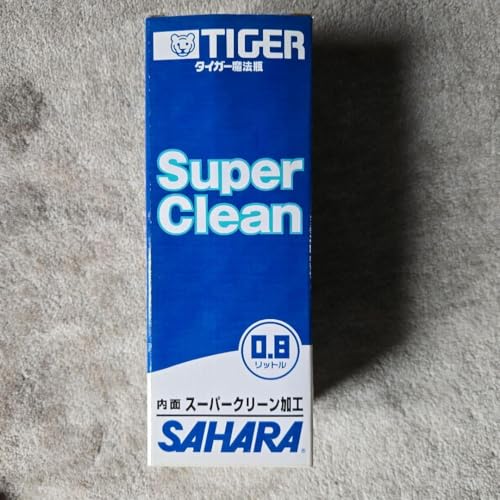 TIGER
タイガー魔法瓶
Super
Clean
0.8
リットル
内面 スーパークリーン加工
SAHARA®